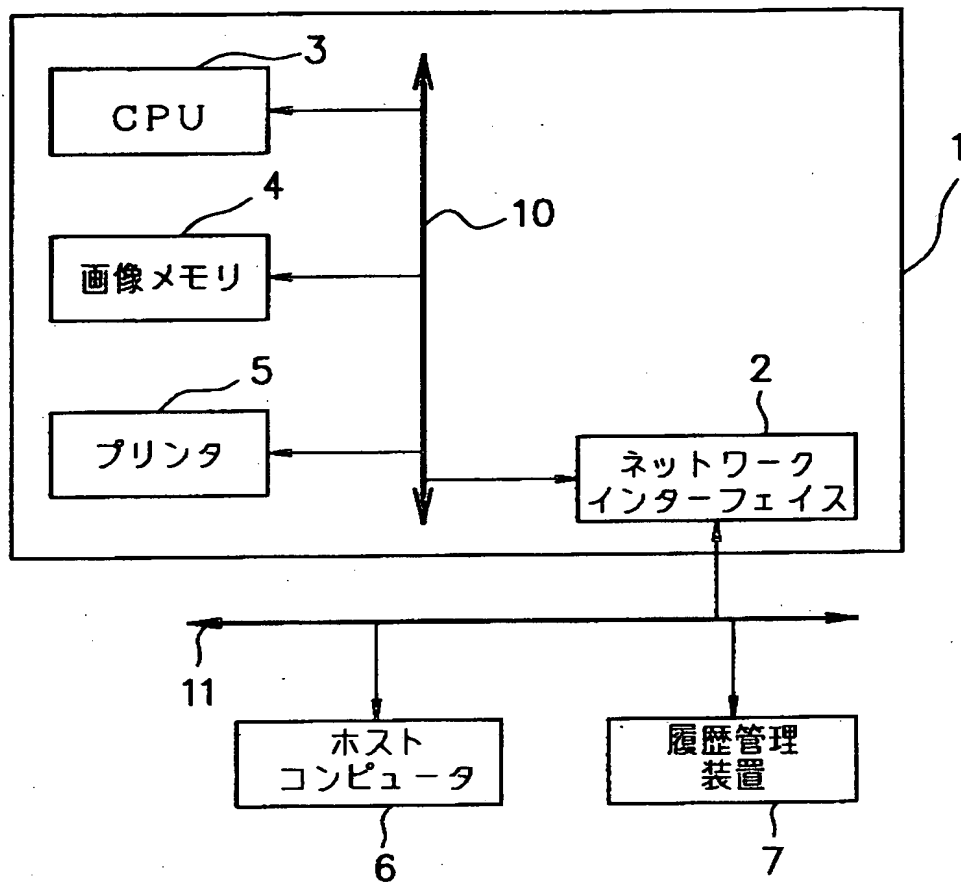 3
CPU
1
4
10
画像メモリ
5
プリンタ
2
ネットワーク
インターフェイス
11
ホスト
コンピュータ
履歴管理
装置
6
7